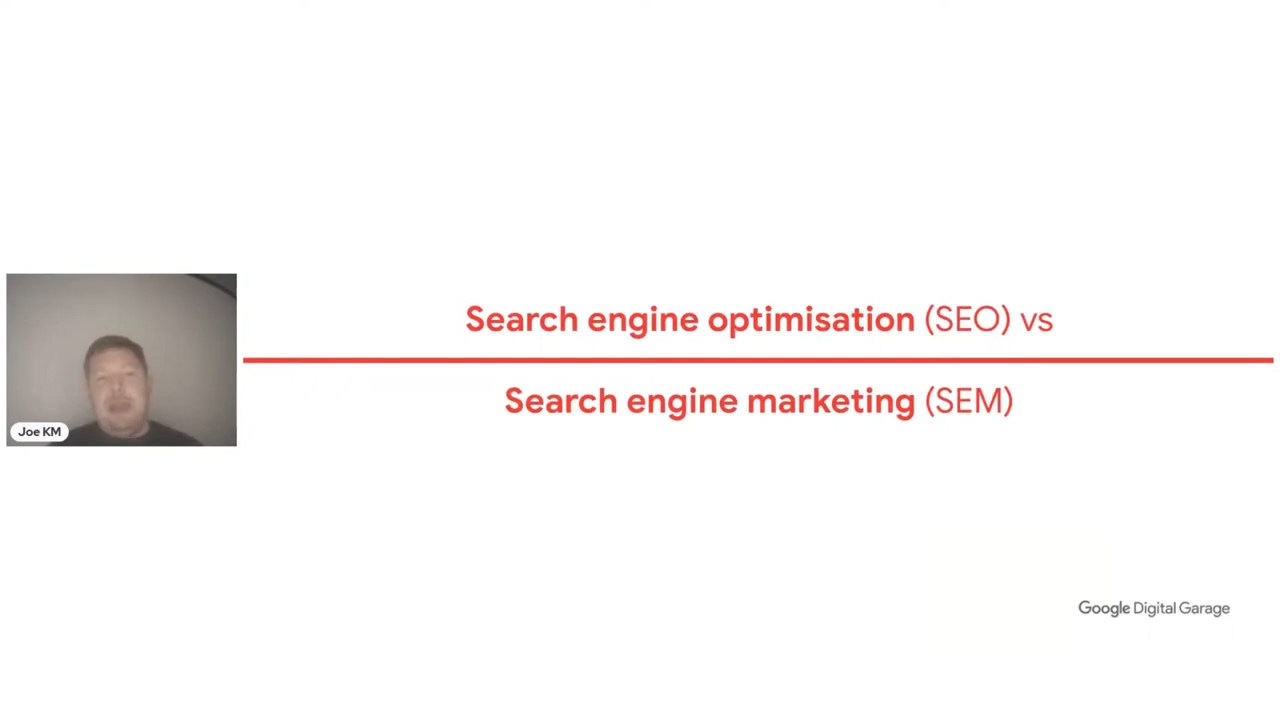 Search engine optimisation (SEO) vs
Search engine marketing (SEM)
Joe KM
Google Digital Garage